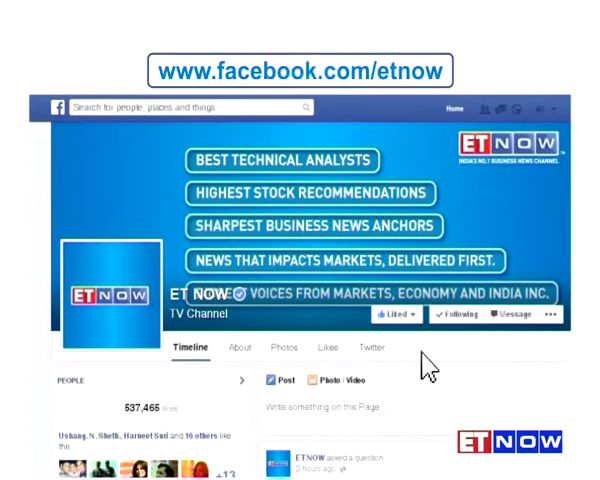 www.facebook.com/etnow
Search for people, places and things
Home
ET NOW
INDIA'S NO.1 BUSINESS NEWS CHANNEL.
BEST TECHNICAL ANALYSTS
HIGHEST STOCK RECOMMENDATIONS
SHARPEST BUSINESS NEWS ANCHORS
NEWS THAT IMPACTS MARKETS, DELIVERED FIRST.
VOICES FROM MARKETS, ECONOMY AND INDIA INC.
ET NOW
ET NOW
TV Channel
Liked
Following
Message
Timeline
About
Photos
Likes
Twitter
PEOPLE
537,465 likes
Ushang. N. Sheth., Harneet Suri and 16 others like
this
+13
Post
Photo / Video
Write something on this Page
ETNOW asked a question
3 hours ago
ET NOW